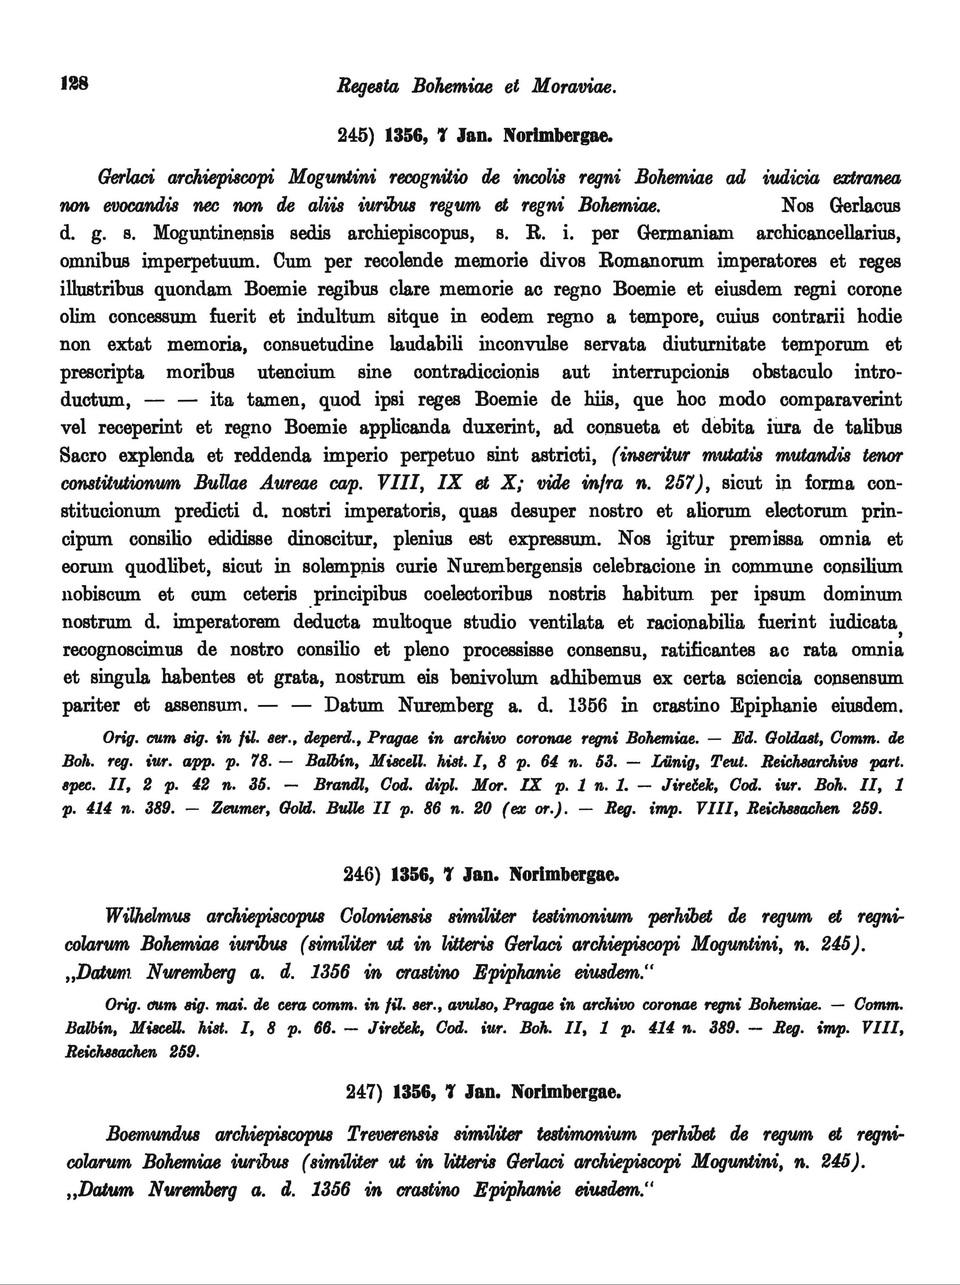 128
Regesta Bohemiae et Moraviae.
245) 1356, 7 Jan. Norimbergae.
Gerlaci archiepiscopi Moguntini recognitio de incolis regni Bohemiae ad iudicia extranea
non evocandis nec non de aliis iuribus regum et regni Bohemiae. Nos Gerlacus
d. g. s. Moguntinensis sedis archiepiscopus, s. R. i. per Germaniam archicancellarius,
omnibus imperpetuum. Cum per recolende memorie divos Romanorum imperatores et reges
illustribus quondam Boemie regibus clare memorie ac regno Boemie et eiusdem regni corone
olim concessum fuerit et indultum sitque in eodem regno a tempore, cuius contrarii hodie
non extat memoria, consuetudine laudabili inconvulse servata diuturnitate temporum et
prescripta moribus utencium sine contradiccionis aut interrupcionis obstaculo intro-
ductum, — — ita tamen, quod ipsi reges Boemie de hiis, que hoc modo comparaverint
vel receperint et regno Boemie applicanda duxerint, ad consueta et debita iura de talibus
Sacro explenda et reddenda imperio perpetuo sint astricti, (inseritur mutatis mutandis tenor
constitutionum Bullae Aureae cap. VIII, IX et X; vide infra n. 257), sicut in forma con-
stitucionum predicti d. nostri imperatoris, quas desuper nostro et aliorum electorum prin-
cipum consilio edidisse dinoscitur, plenius est expressum. Nos igitur premissa omnia et
eorum quodlibet, sicut in solempnis curie Nurembergensis celebracione in commune consilium
nobiscum et cum ceteris principibus coelectoribus nostris habitum per ipsum dominum
nostrum d. imperatorem deducta multoque studio ventilata et racionabilia fuerint iudicata,
recognoscimus de nostro consilio et pleno processisse consensu, ratificantes ac rata omnia
et singula habentes et grata, nostrum eis benivolum adhibemus ex certa sciencia consensum
pariter et assensum. — — Datum Nuremberg a. d. 1356 in crastino Epiphanie eiusdem.
Orig. cum sig. in fil. ser., deperd., Pragae in archivo coronae regni Bohemiae. — Ed. Goldast, Comm. de
Boh. reg. iur. app. p. 78. — Balbín, Miscell. hist. I, 8 p. 64 n. 53. — Lünig, Teut. Reichsarchivs part.
spec. II, 2 p. 42 n. 35. — Brandl, Cod. dipl. Mor. IX p. 1 n. 1. — Jireček, Cod. iur. Boh. II, 1
p. 414 n. 389. — Zeumer, Gold. Bulle II p. 86 n. 20 (ex or.). — Reg. imp. VIII, Reichssachen 259.
246) 1356, 7 Jan. Norimbergae.
Wilhelmus archiepiscopus Coloniensis similiter testimonium perhibet de regum et regni-
colarum Bohemiae iuribus (similiter ut in litteris Gerlaci archiepiscopi Moguntini, n. 245).
„Datum Nuremberg a. d. 1356 in crastino Epiphanie eiusdem.“
Orig. cum sig. mai. de cera comm. in fil. ser., avulso, Pragae in archivo coronae regni Bohemiae. — Comm.
Balbín, Miscell. hist. I, 8 p. 66. — Jireček, Cod. iur. Boh. II, 1 p. 414 n. 389. — Reg. imp. VIII,
Reichssachen 259.
247) 1356, 7 Jan. Norimbergae.
Boemundus archiepiscopus Treverensis similiter testimonium perhibet de regum et regni-
colarum Bohemiae iuribus (similiter ut in litteris Gerlaci archiepiscopi Moguntini, n. 245).
„Datum Nuremberg a. d. 1356 in crastino Epiphanie eiusdem.“